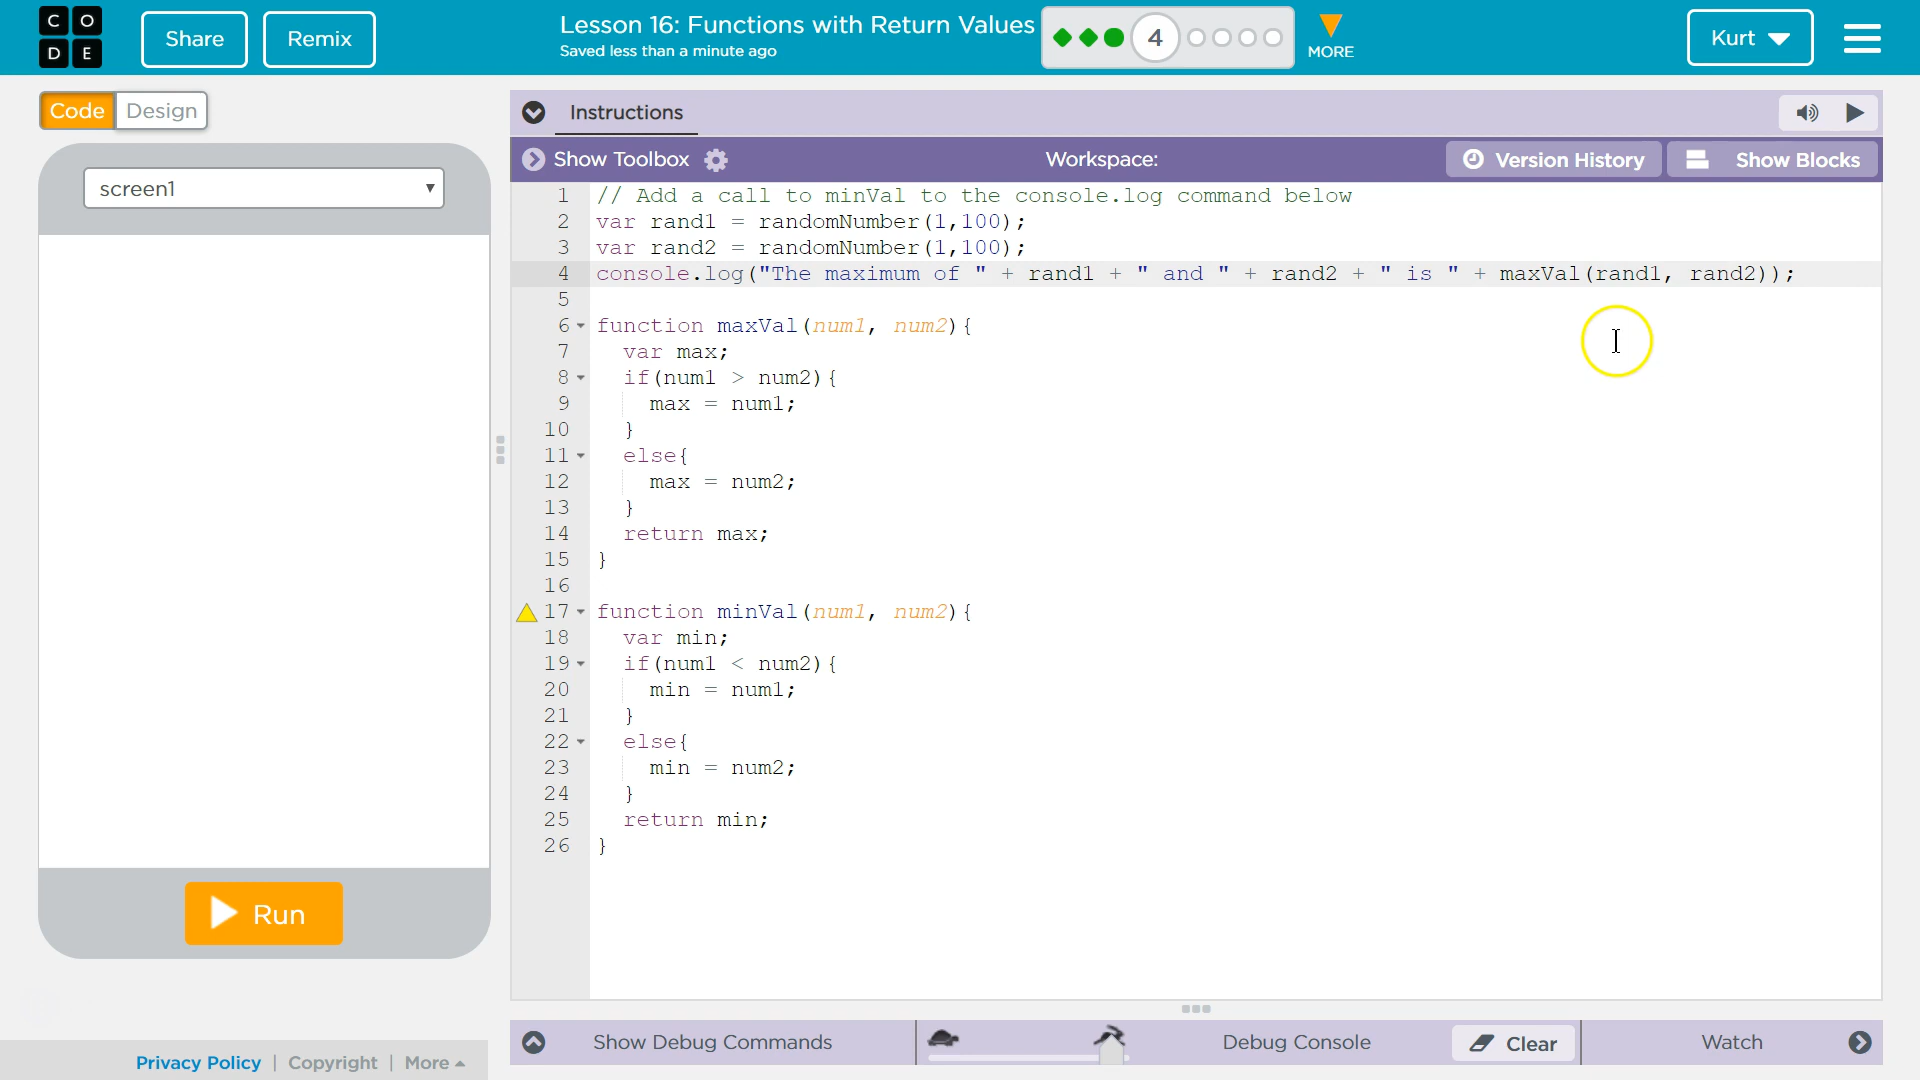 C O
D E
Share
Remix
Lesson 16: Functions with Return Values
Saved less than a minute ago
4
MORE
Kurt
Code
Design
Instructions
Show Toolbox
Workspace:
Version History
Show Blocks
screen1
1 // Add a call to minVal to the console.log command below
2 var rand1 = randomNumber(1,100);
3 var rand2 = randomNumber(1,100);
4 console.log("The maximum of " + rand1 + " and " + rand2 + " is " + maxVal(rand1, rand2));
5
6 function maxVal(num1, num2){
7 var max;
8 if(num1 > num2){
9 max = num1;
10 }
11 else{
12 max = num2;
13 }
14 return max;
15 }
16
17 function minVal(num1, num2){
18 var min;
19 if(num1 < num2){
20 min = num1;
21 }
22 else{
23 min = num2;
24 }
25 return min;
26 }
Run
Show Debug Commands
Debug Console
Clear
Watch
Privacy Policy | Copyright | More